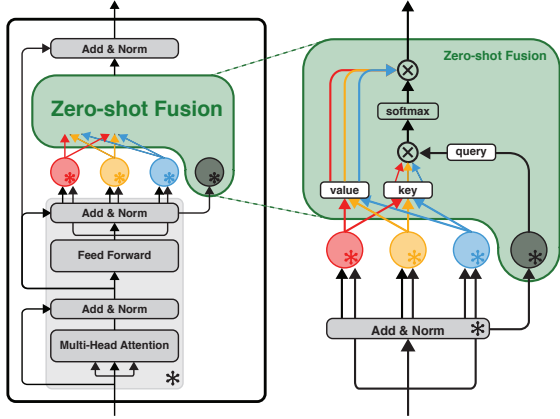 Add & Norm
Zero-shot Fusion
Add & Norm
Feed Forward
Add & Norm
Multi-Head Attention
Zero-shot Fusion
softmax
query
value
key
Add & Norm